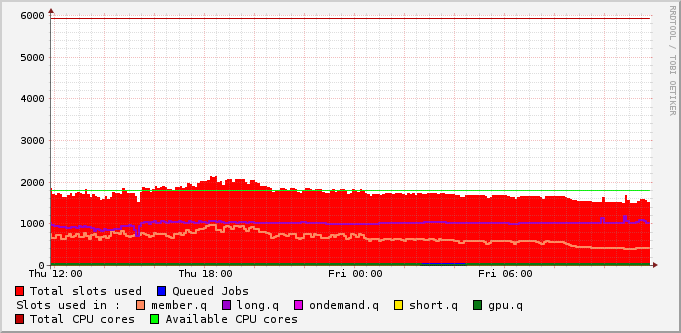 6000
5000
4000
3000
2000
1000
0
Thu 12:00 Thu 18:00 Fri 00:00 Fri 06:00
Total slots used Queued Jobs
Slots used in : member.q long.q ondemand.q short.q gpu.q
Total CPU cores Available CPU cores
RRDTOOL / TOBI OETIKER